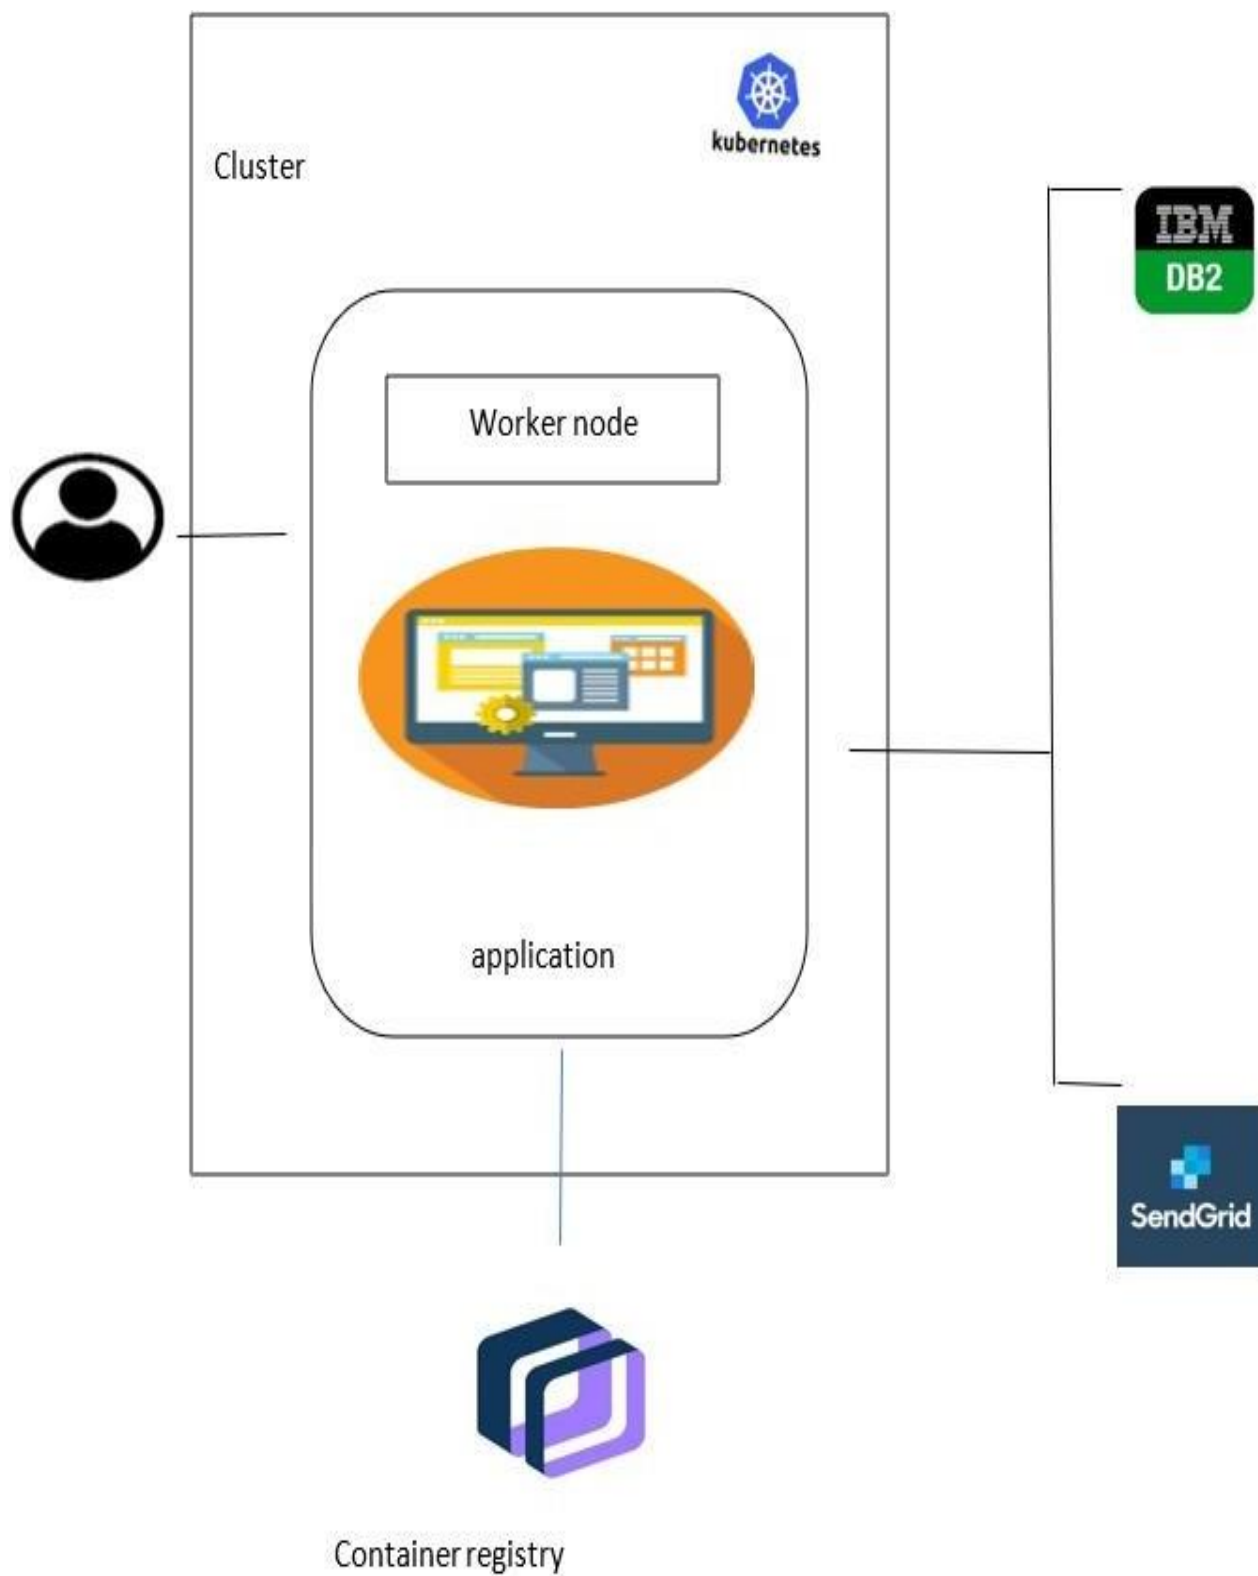 kubernetes
Cluster
IBM
DB2
Worker node
application
SendGrid
Container registry